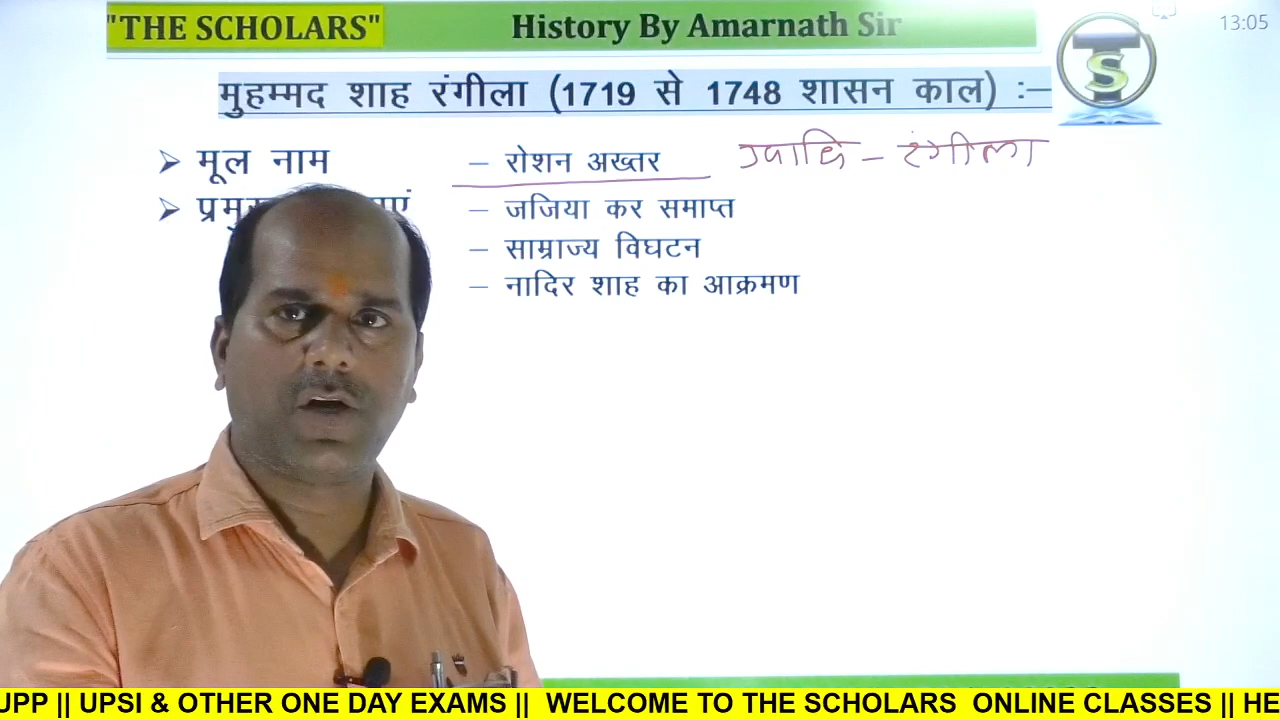 "THE SCHOLARS" History By Amarnath Sir
13:05
TS
मुहम्मद शाह रंगीला (1719 से 1748 शासन काल) :–
➢ मूल नाम – रोशन अख्तर उपाधि – रंगीला
➢ – जजिया कर समाप्त
– साम्राज्य विघटन
– नादिर शाह का आक्रमण
UPP || UPSI & OTHER ONE DAY EXAMS || WELCOME TO THE SCHOLARS ONLINE CLASSES || HE